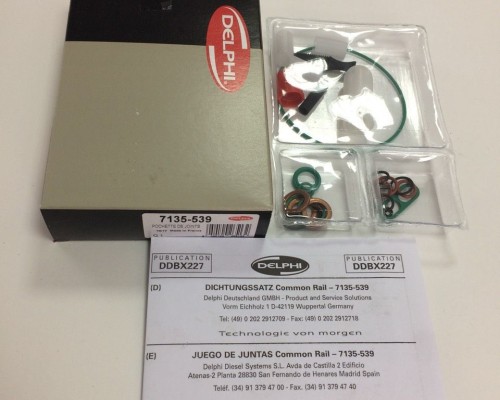 DELPHI
7135-539
POCHETTE DE JOINTS
Made in France
PUBLICATION
DDBX227
DELPHI
PUBLICATION
DDBX227
(D) DICHTUNGSSATZ Common Rail – 7135-539
Delphi Deutschland GMBH - Product and Service Solutions
Vorm Eichholz 1 D-42119 Wuppertal Germany
Tel: (49) 0 202 2912709 - Fax: (49) 0 202 2912718
Technologie von morgen
(E) JUEGO DE JUNTAS Common Rail – 7135-539
Delphi Diesel Systems S.L. Avda de Castilla 2 Edificio
Atenas-2 Planta 28830 San Fernando de Henares Madrid Spain
Teléf. (34) 91 379 47 00 - Fax: (34) 91 379 47 40